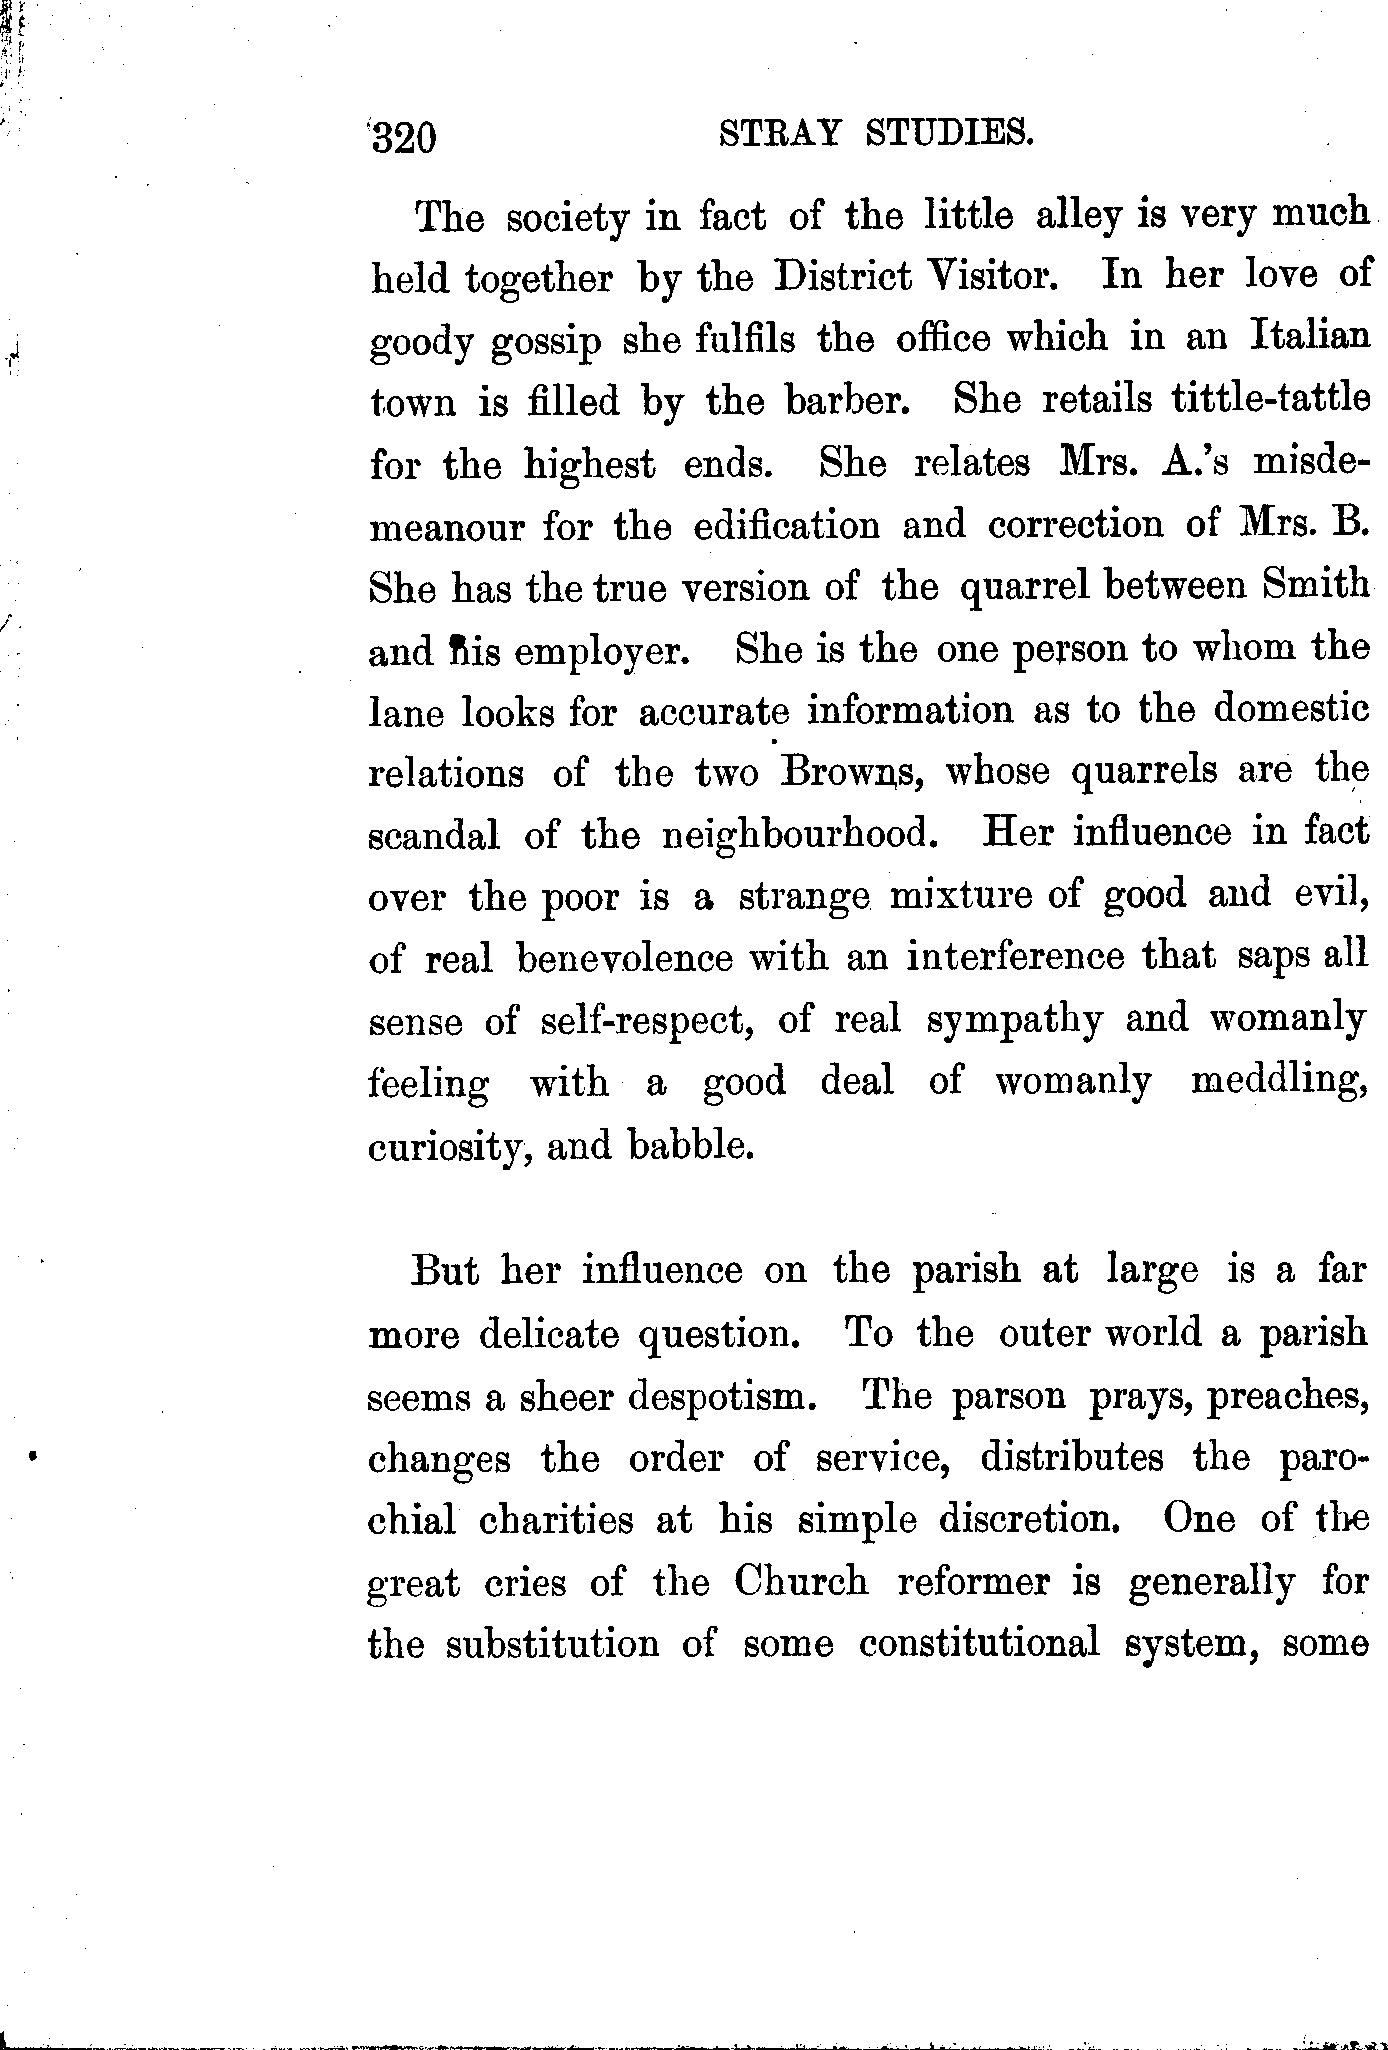 320 STRAY STUDIES.
The society in fact of the little alley is very much
held together by the District Visitor. In her love of
goody gossip she fulfils the office which in an Italian
town is filled by the barber. She retails tittle-tattle
for the highest ends. She relates Mrs. A.'s misde-
meanour for the edification and correction of Mrs. B.
She has the true version of the quarrel between Smith
and his employer. She is the one person to whom the
lane looks for accurate information as to the domestic
relations of the two Browns, whose quarrels are the
scandal of the neighbourhood. Her influence in fact
over the poor is a strange mixture of good and evil,
of real benevolence with an interference that saps all
sense of self-respect, of real sympathy and womanly
feeling with a good deal of womanly meddling,
curiosity, and babble.
But her influence on the parish at large is a far
more delicate question. To the outer world a parish
seems a sheer despotism. The parson prays, preaches,
changes the order of service, distributes the paro-
chial charities at his simple discretion. One of the
great cries of the Church reformer is generally for
the substitution of some constitutional system, some